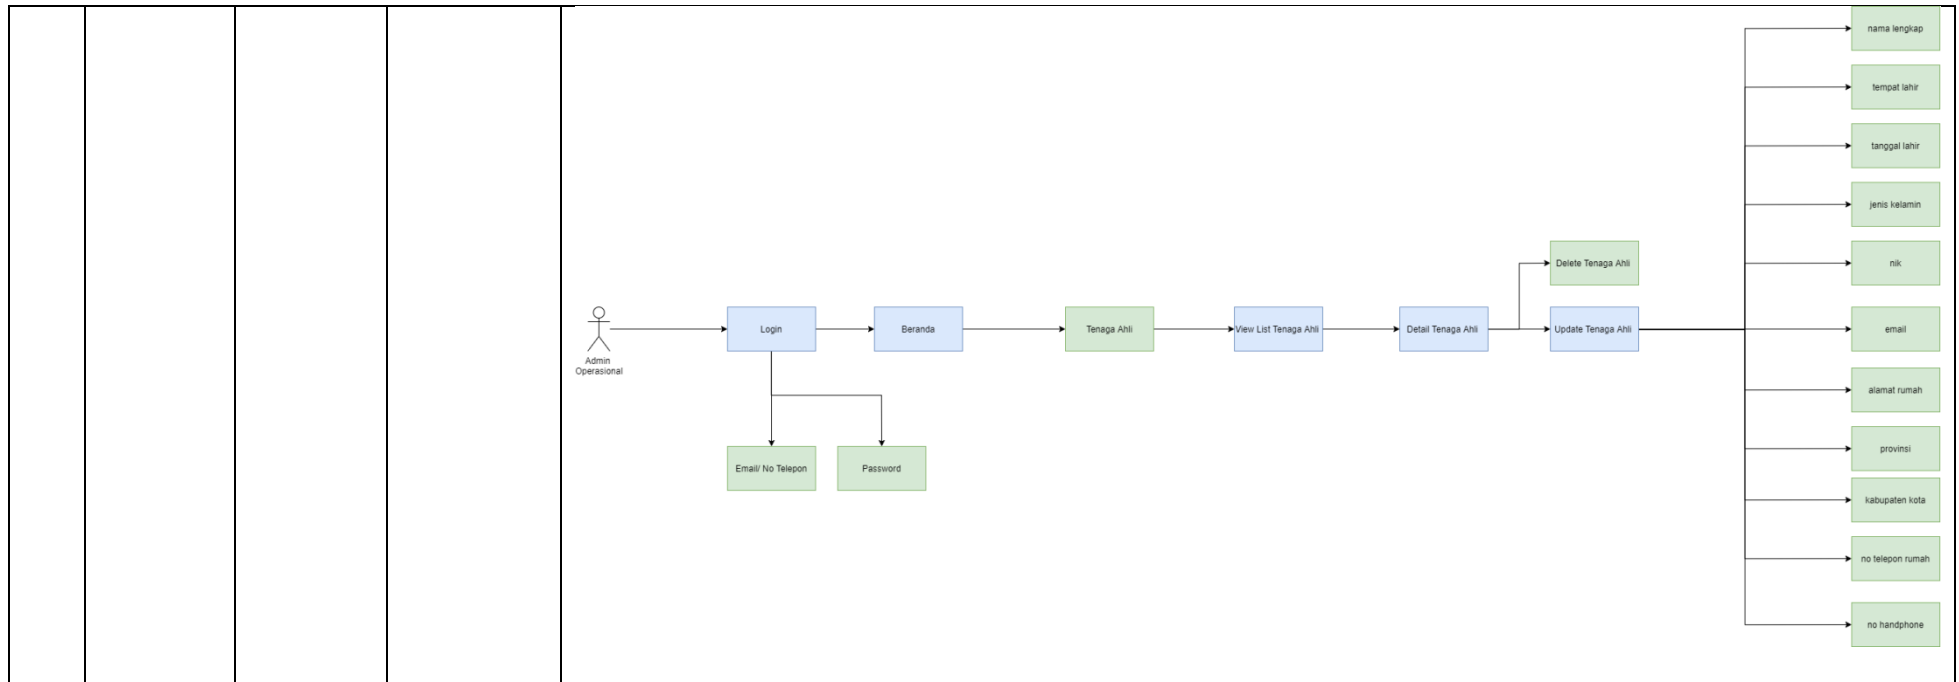 nama lengkap
tempat lahir
tanggal lahir
jenis kelamin
nik
Delete Tenaga Ahli
Admin
Operasional
Login
Beranda
Tenaga Ahli
View List Tenaga Ahli
Detail Tenaga Ahli
Update Tenaga Ahli
email
alamat rumah
Email/ No Telepon
Password
provinsi
kabupaten kota
no telepon rumah
no handphone